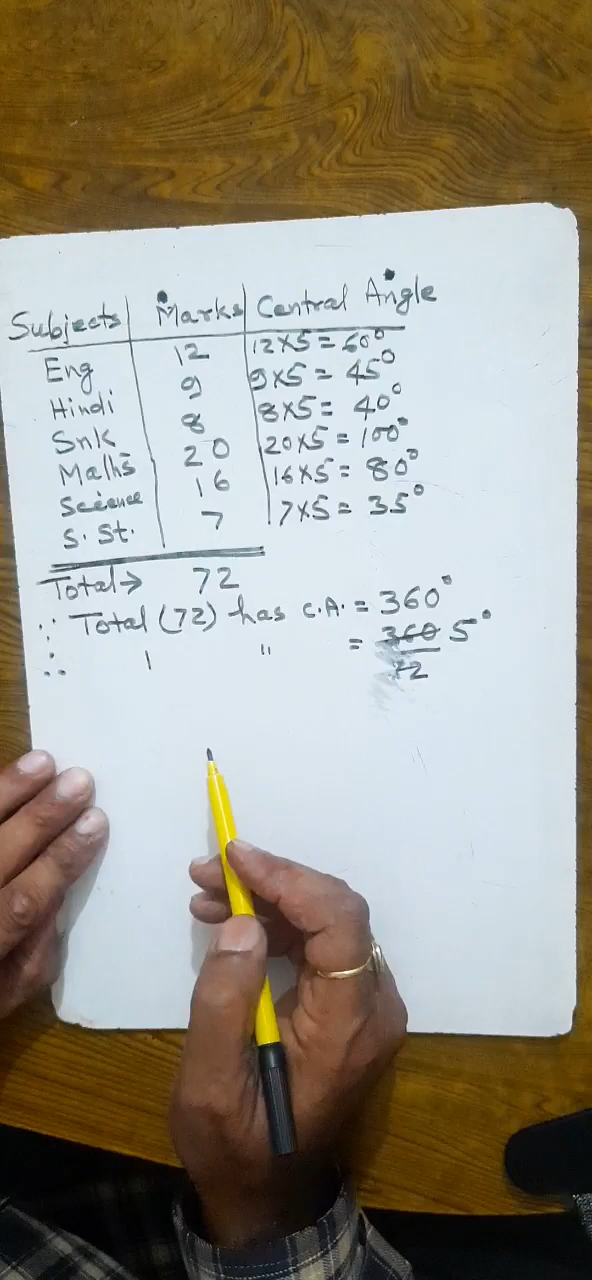 Subjects Marks Central Angle
Eng 12 12×5 = 60°
Hindi 9 9×5 = 45°
Snk 8 8×5 = 40°
Maths 20 20×5 = 100°
Science 16 16×5 = 80°
S. St. 7 7×5 = 35°
Total→ 72
∵ Total (72) has C.A. = 360°
∴ 1 " = 360/72 5°